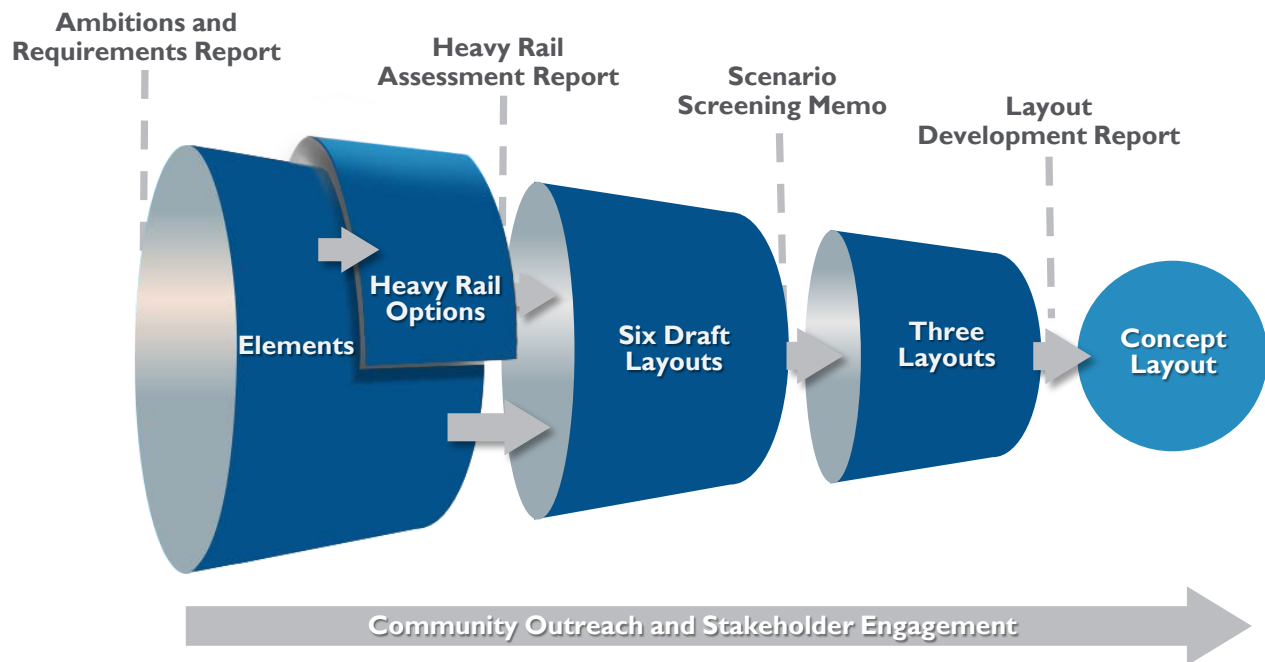 Ambitions and
Requirements Report
Heavy Rail
Assessment Report
Scenario
Screening Memo
Layout
Development Report
Elements
Heavy Rail
Options
Six Draft
Layouts
Three
Layouts
Concept
Layout
Community Outreach and Stakeholder Engagement